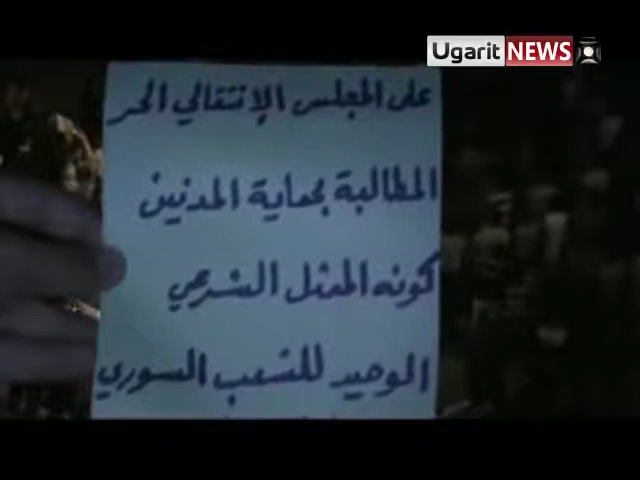 Ugarit NEWS
على المجلس الإنتقالي الحر
المطالبة بحماية المدنين
كونه الممثل الشرعي
الوحيد للشعب السوري